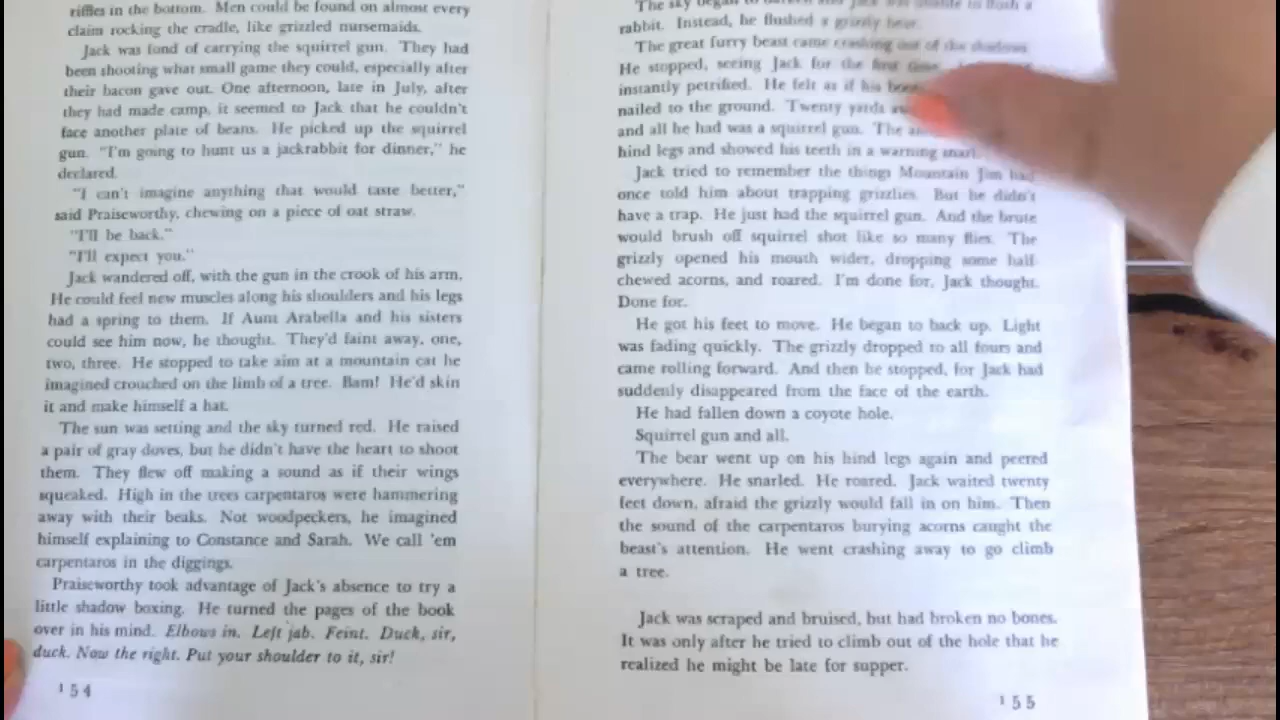 riffles in the bottom. Men could be found on almost every
claim rocking the cradle, like grizzled nursemaids.
Jack was fond of carrying the squirrel gun. They had
been shooting what small game they could, especially after
their bacon gave out. One afternoon, late in July, after
they had made camp, it seemed to Jack that he couldn't
face another plate of beans. He picked up the squirrel
gun. "I'm going to hunt us a jackrabbit for dinner," he
declared.
"I can't imagine anything that would taste better,"
said Praiseworthy, chewing on a piece of oat straw.
"I'll be back."
"I'll expect you."
Jack wandered off, with the gun in the crook of his arm.
He could feel new muscles along his shoulders and his legs
had a spring to them. If Aunt Arabella and his sisters
could see him now, he thought. They'd faint away, one,
two, three. He stopped to take aim at a mountain cat he
imagined crouched on the limb of a tree. Bam! He'd skin
it and make himself a hat.
The sun was setting and the sky turned red. He raised
a pair of gray doves, but he didn't have the heart to shoot
them. They flew off making a sound as if their wings
squeaked. High in the trees carpentaros were hammering
away with their beaks. Not woodpeckers, he imagined
himself explaining to Constance and Sarah. We call 'em
carpentaros in the diggings.
Praiseworthy took advantage of Jack's absence to try a
little shadow boxing. He turned the pages of the book
over in his mind. Elbows in. Left jab. Feint. Duck, sir,
duck. Now the right. Put your shoulder to it, sir!
154
The sky began to flush a
rabbit. Instead, he flushed a grizzly bear.
The great furry beast came crashing out of the shadows.
He stopped, seeing Jack for the first time.
instantly petrified. He felt as if his
nailed to the ground. Twenty yards
and all he had was a squirrel gun. The
hind legs and showed his teeth in a warning snarl.
Jack tried to remember the things Mountain Jim had
once told him about trapping grizzlies. But he didn't
have a trap. He just had the squirrel gun. And the brute
would brush off squirrel shot like so many flies. The
grizzly opened his mouth wider, dropping some half
chewed acorns, and roared. I'm done for, Jack thought.
Done for.
He got his feet to move. He began to back up. Light
was fading quickly. The grizzly dropped to all fours and
came rolling forward. And then he stopped, for Jack had
suddenly disappeared from the face of the earth.
He had fallen down a coyote hole.
Squirrel gun and all.
The bear went up on his hind legs again and peered
everywhere. He snarled. He roared. Jack waited twenty
feet down, afraid the grizzly would fall in on him. Then
the sound of the carpentaros burying acorns caught the
beast's attention. He went crashing away to go climb
a tree.
Jack was scraped and bruised, but had broken no bones.
It was only after he tried to climb out of the hole that he
realized he might be late for supper.
155